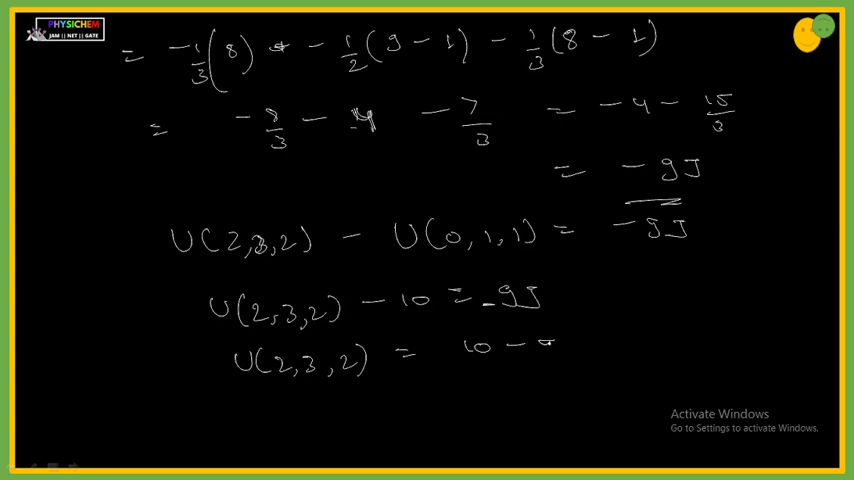 PHYSICHEM
JAM || NET || GATE
= -1/3(8) - 1/2(9 - 1) - 1/3(8 - 1)
= -8/3 - 4 - 7/3 = -4 - 15/3
= -9J
U(2,3,2) - U(0,1,1) = -9J
U(2,3,2) - 10 = -9J
U(2,3,2) = 10 -
Activate Windows
Go to Settings to activate Windows.